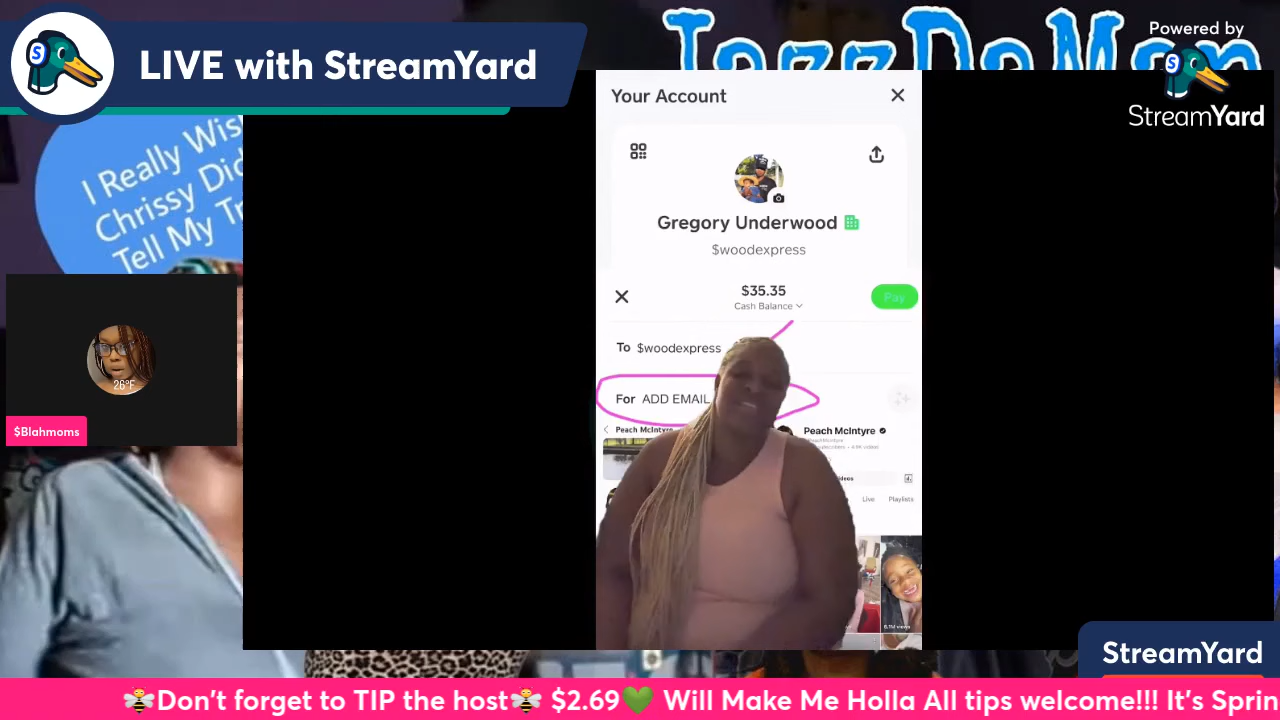 LIVE with StreamYard
JazzDaMan
Powered by
StreamYard
I Really Wis
Chrissy Did
Tell My Tr
Your Account
Gregory Underwood
$woodexpress
$35.35
Cash Balance
Pay
To $woodexpress
For ADD EMAIL
Peach McIntyre
Peach McIntyre
Live
Playlists
26°F
$Blahmoms
StreamYard
🐝Don't forget to TIP the host🐝 $2.69💚 Will Make Me Holla All tips welcome!!! It's Sprin